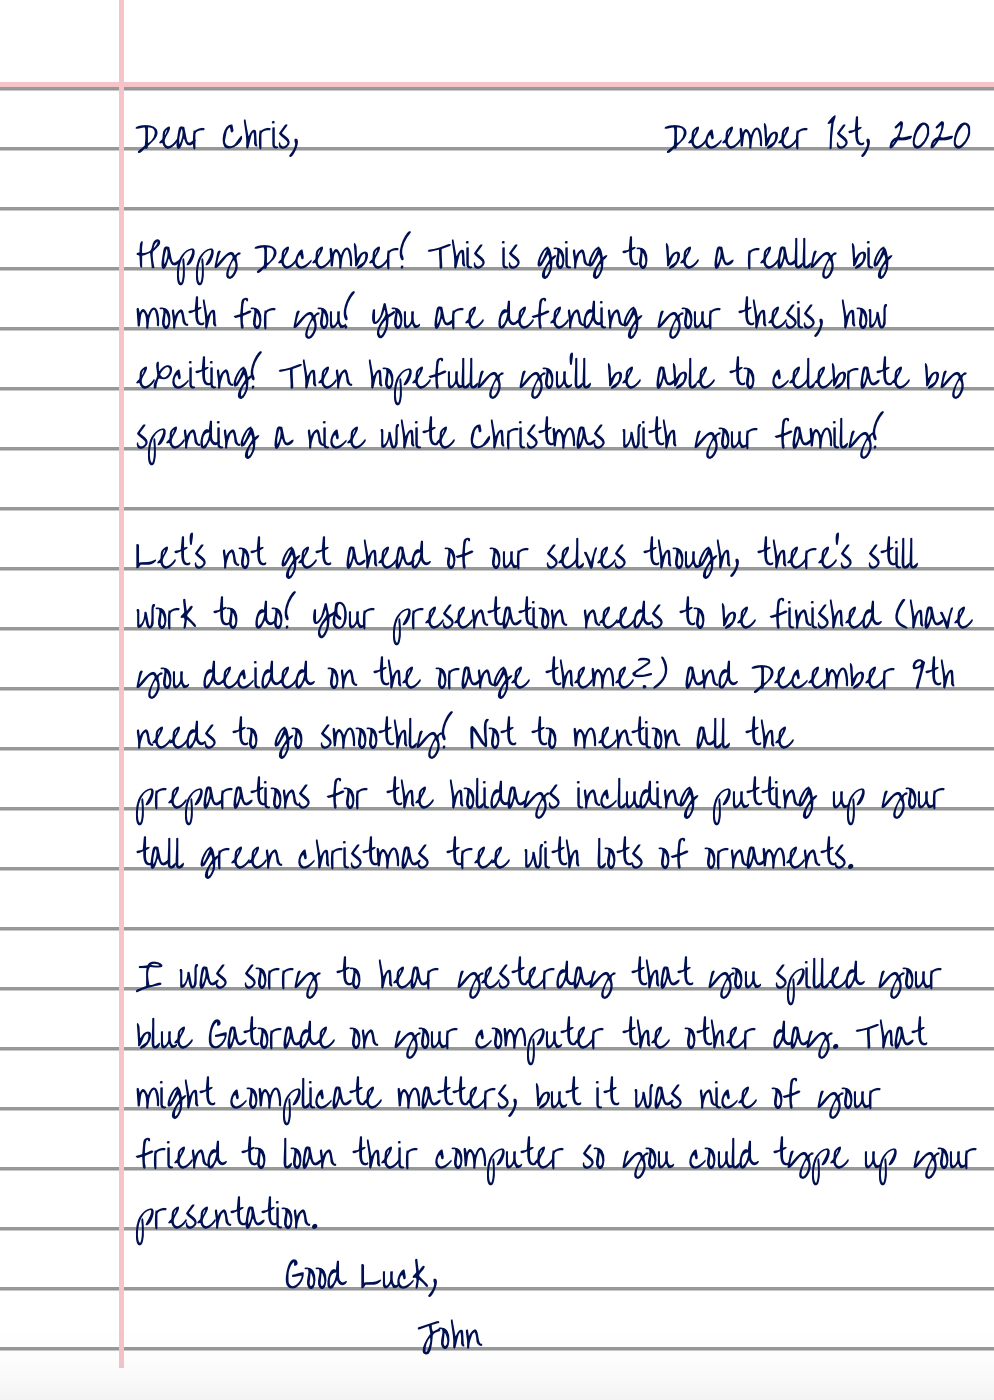 Dear Chris, December 1st, 2020
Happy December! This is going to be a really big
month for you! You are defending your thesis, how
exciting! Then hopefully you'll be able to celebrate by
spending a nice white Christmas with your family!
Let's not get ahead of our selves though, there's still
work to do! YOur presentation needs to be finished (have
you decided on the orange theme?) and December 9th
needs to go smoothly! Not to mention all the
preparations for the holidays including putting up your
tall green christmas tree with lots of ornaments.
I was sorry to hear yesterday that you spilled your
blue Gatorade on your computer the other day. That
might complicate matters, but it was nice of your
friend to loan their computer so you could type up your
presentation.
Good Luck,
John